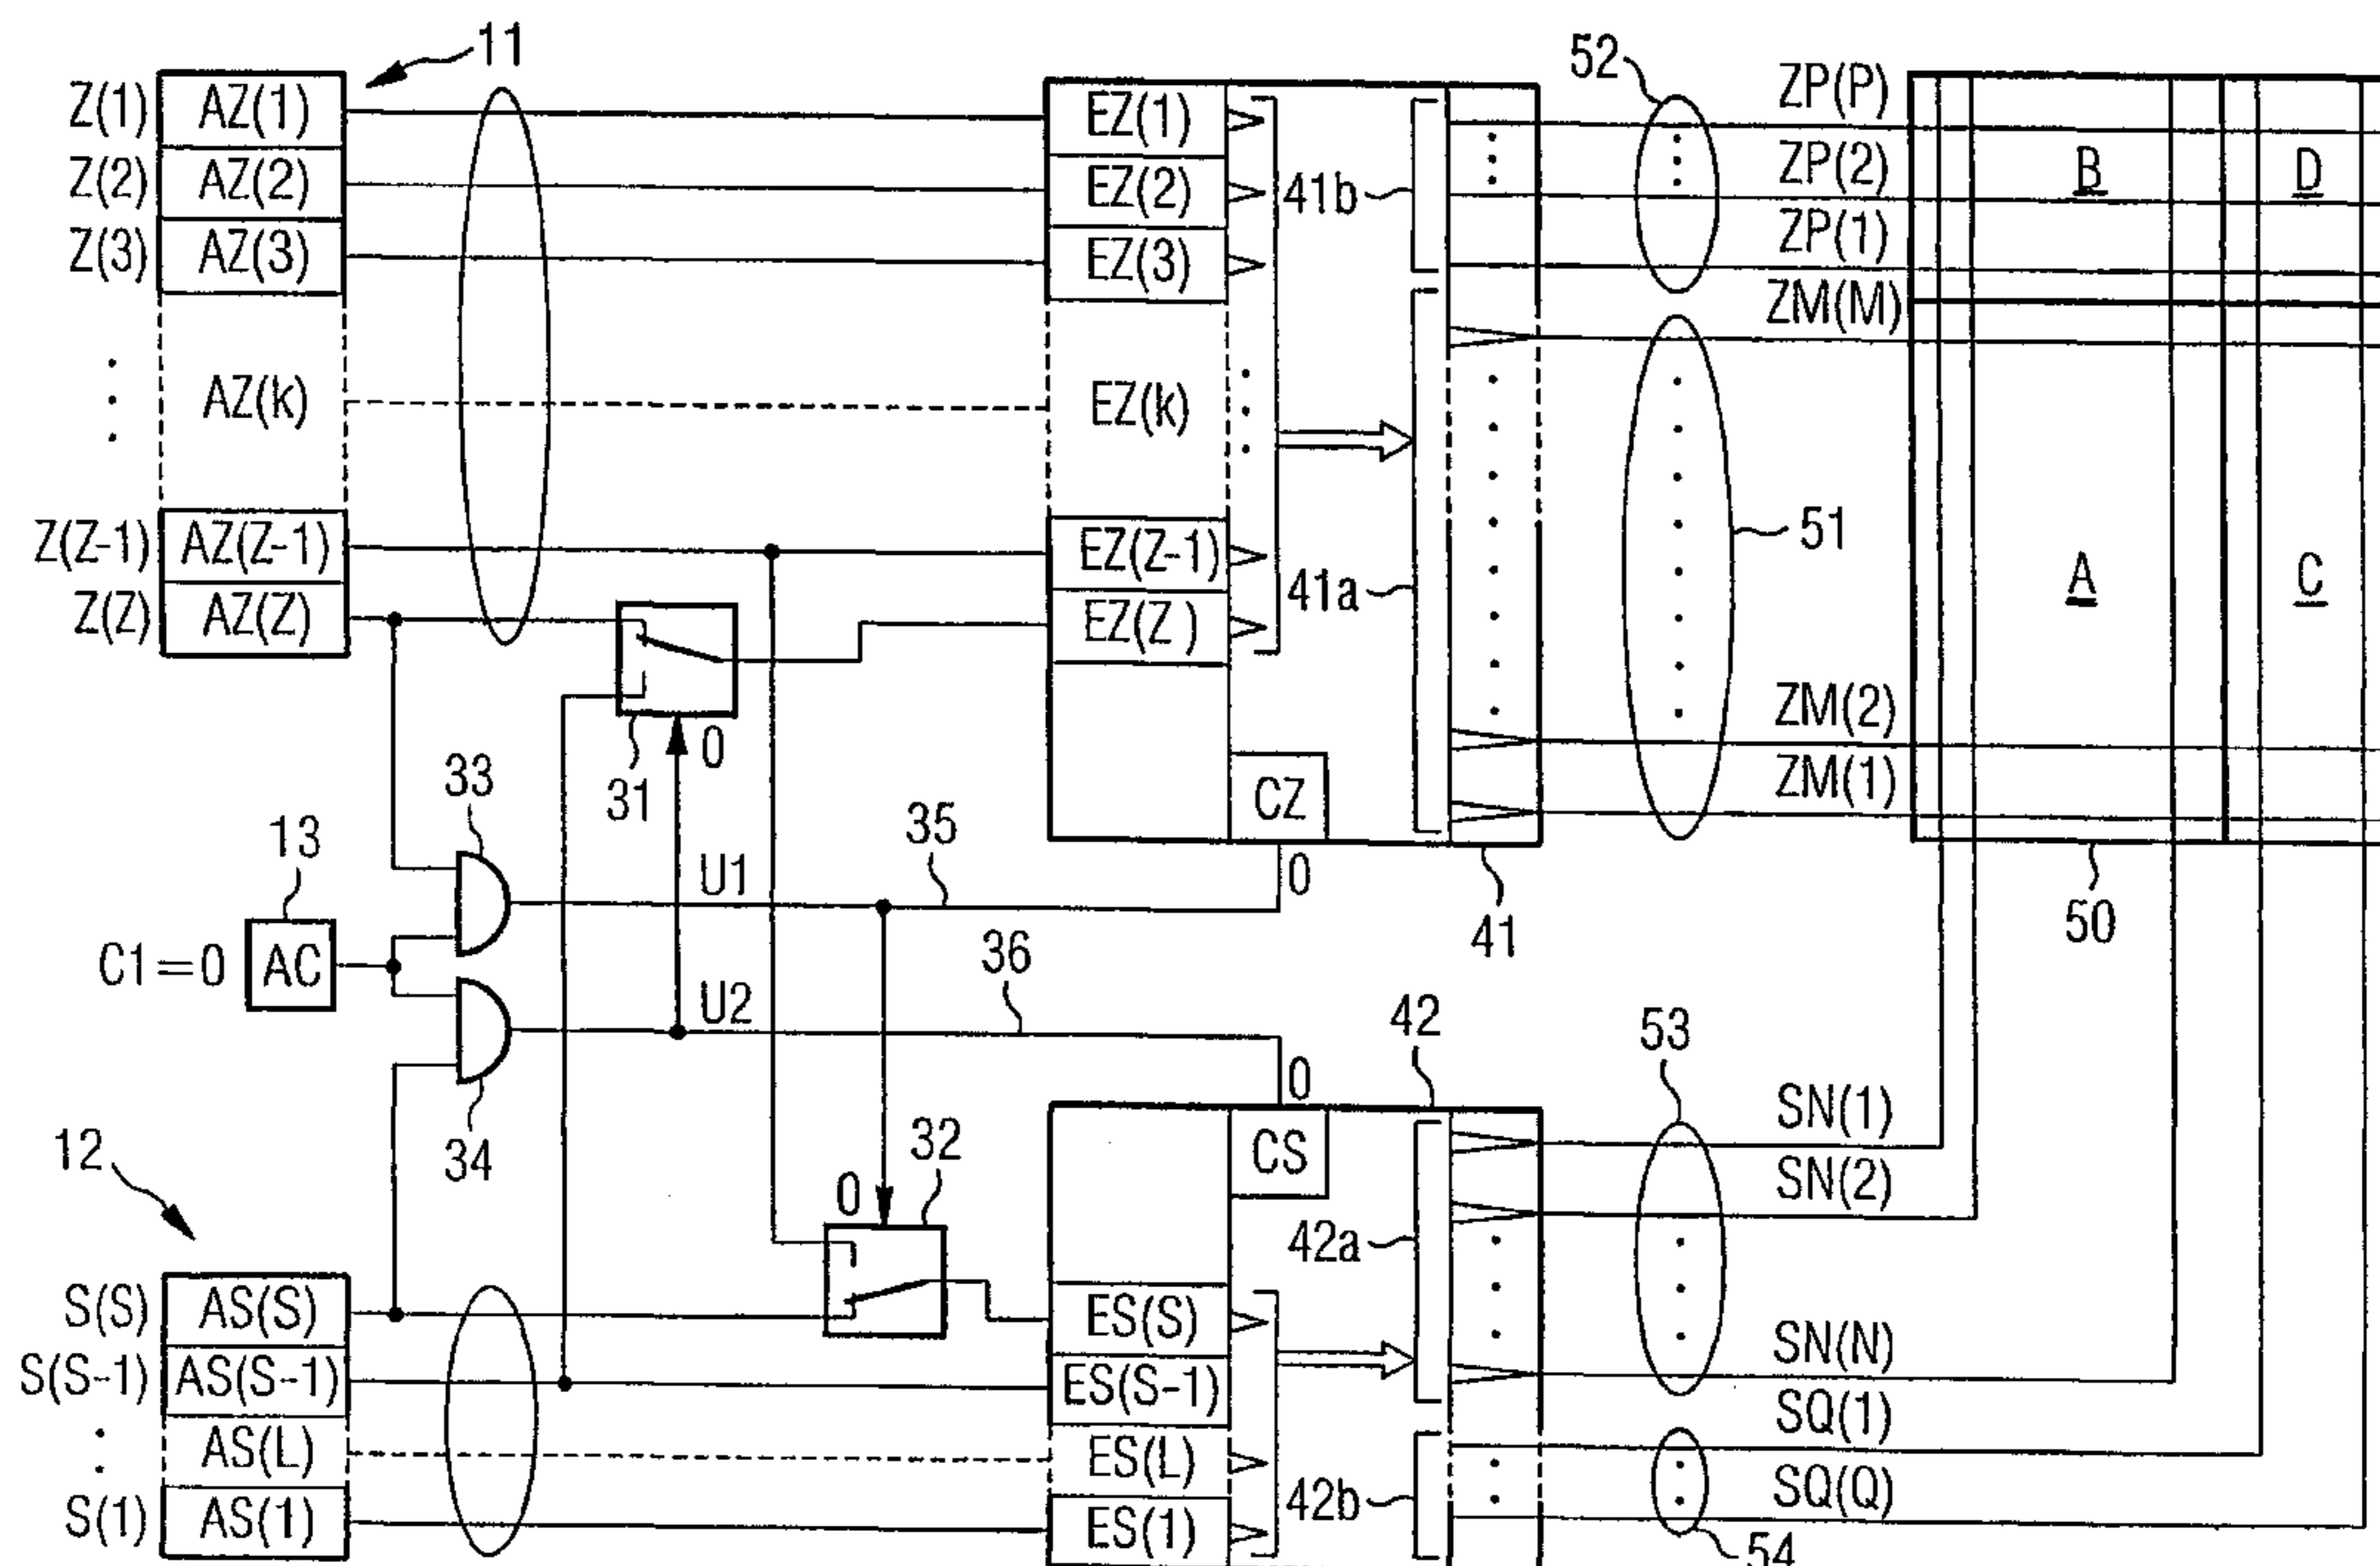 11
Z(1) AZ(1)
Z(2) AZ(2)
Z(3) AZ(3)
AZ(k)
Z(Z-1) AZ(Z-1)
Z(Z) AZ(Z)
EZ(1)
EZ(2)
EZ(3)
EZ(k)
EZ(Z-1)
EZ(Z)
CZ
0
41b
41a
41
52
51
ZP(P)
ZP(2)
ZP(1)
ZM(M)
ZM(2)
ZM(1)
B
D
A
C
50
31
0
33
13
C1=0 AC
34
U1
35
U2
36
12
S(S) AS(S)
S(S-1) AS(S-1)
AS(L)
S(1) AS(1)
0
32
0
42
CS
ES(S)
ES(S-1)
ES(L)
ES(1)
42a
42b
53
54
SN(1)
SN(2)
SN(N)
SQ(1)
SQ(Q)